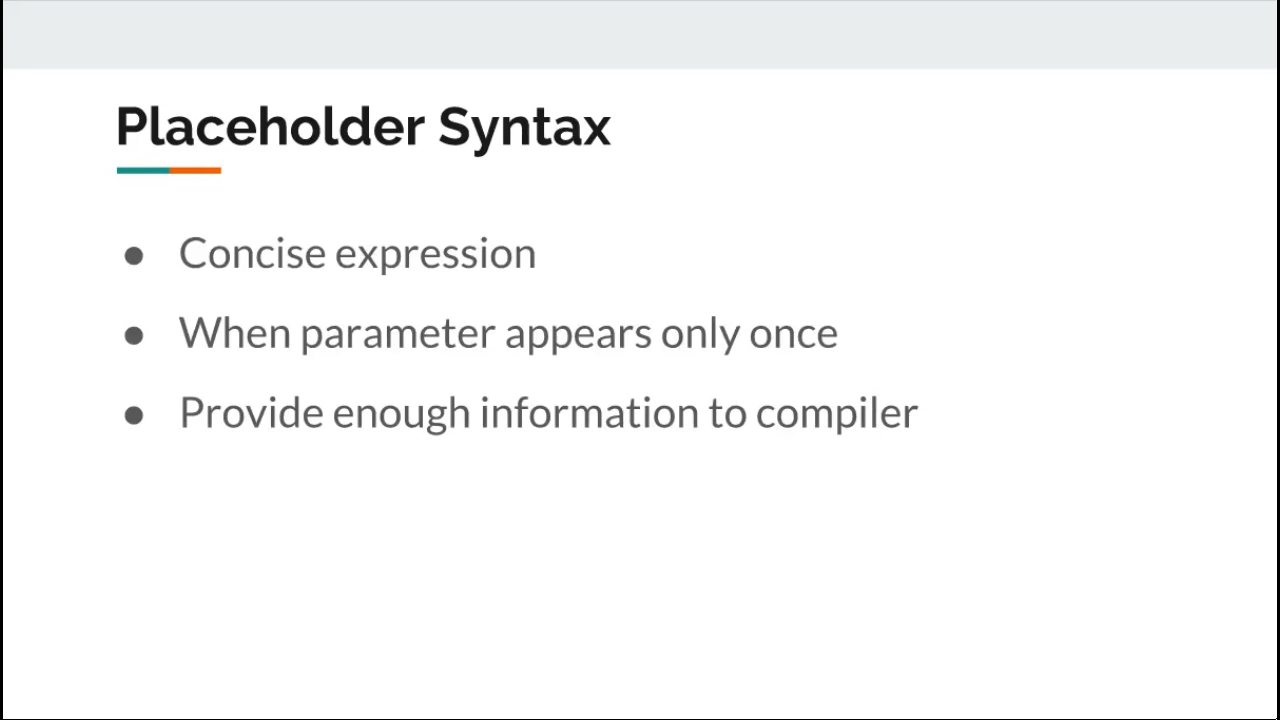 Placeholder Syntax
● Concise expression
● When parameter appears only once
● Provide enough information to compiler